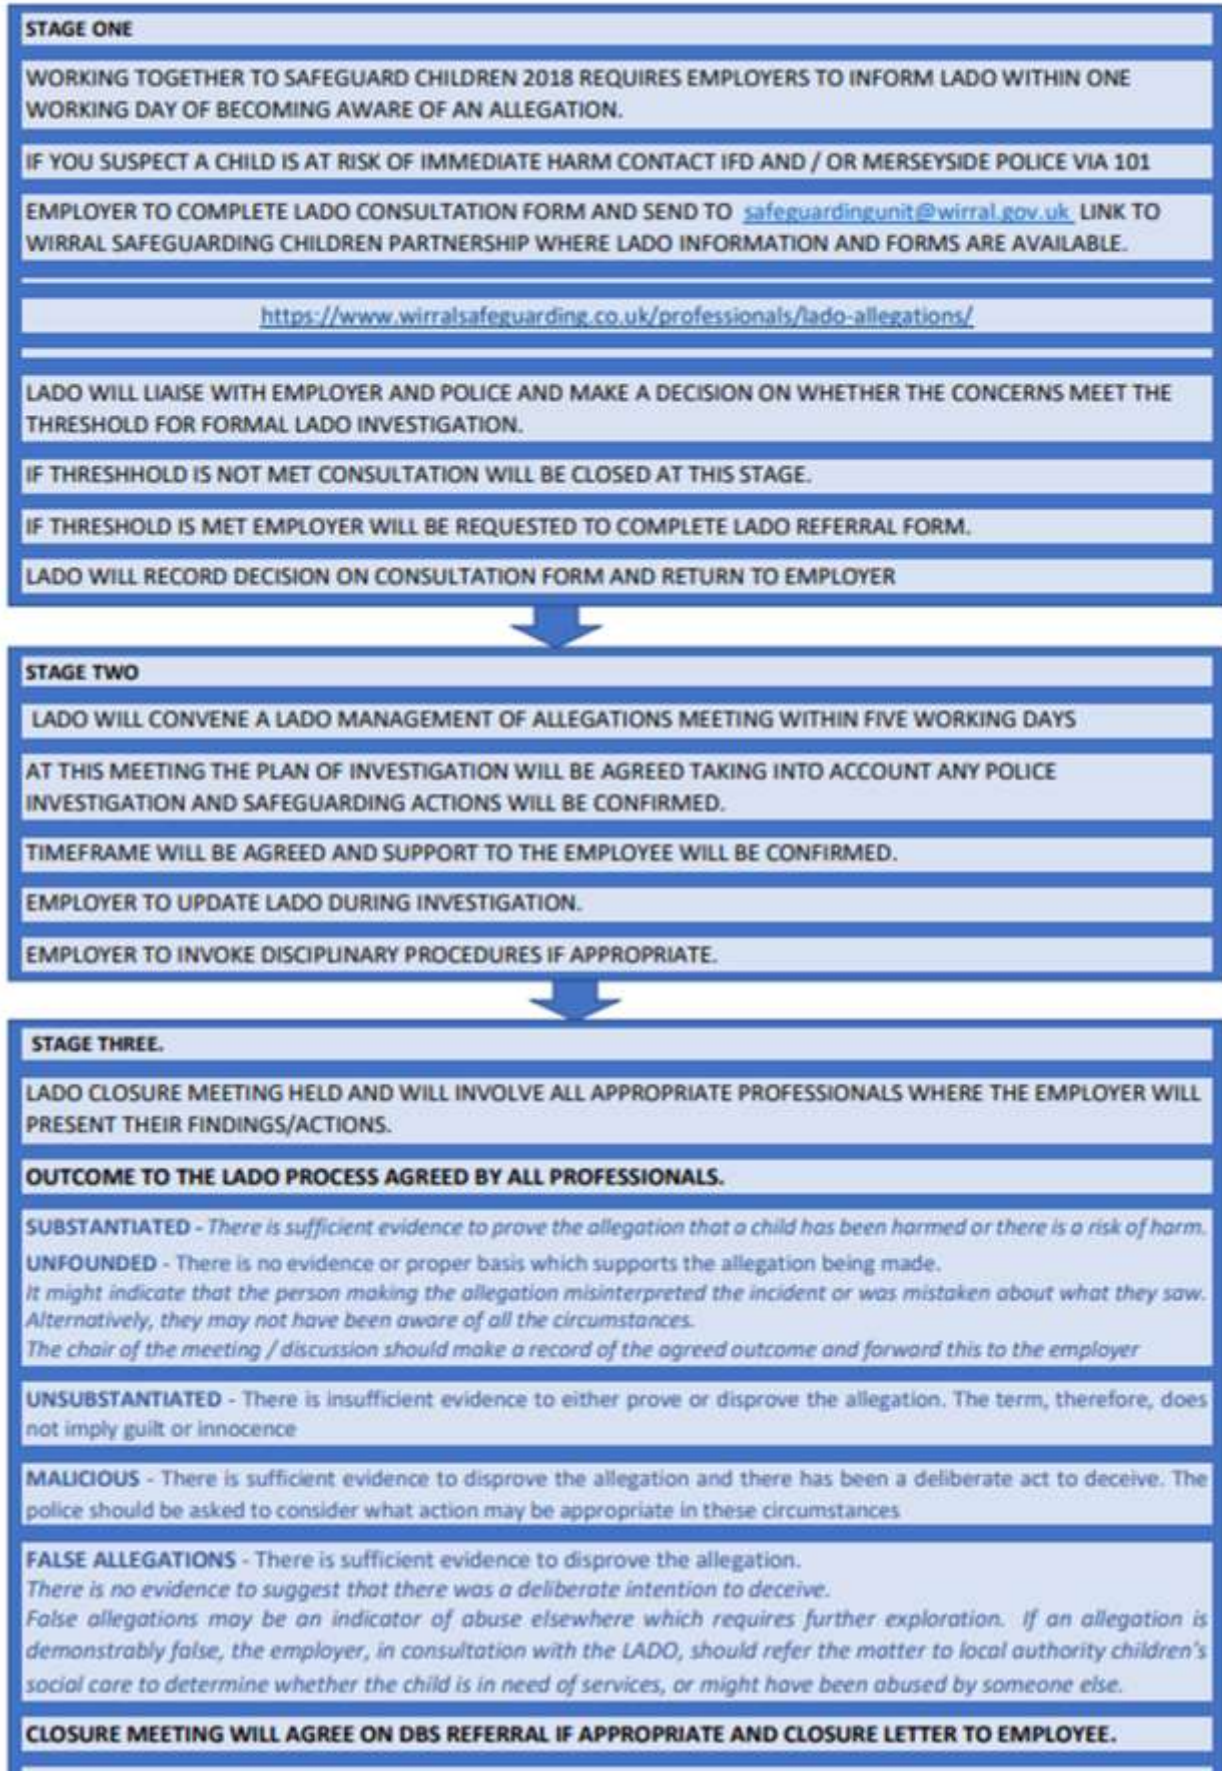 STAGE ONE
WORKING TOGETHER TO SAFEGUARD CHILDREN 2018 REQUIRES EMPLOYERS TO INFORM LADO WITHIN ONE
WORKING DAY OF BECOMING AWARE OF AN ALLEGATION.
IF YOU SUSPECT A CHILD IS AT RISK OF IMMEDIATE HARM CONTACT IFD AND / OR MERSEYSIDE POLICE VIA 101
EMPLOYER TO COMPLETE LADO CONSULTATION FORM AND SEND TO safeguardingunit@wirral.gov.uk LINK TO
WIRRAL SAFEGUARDING CHILDREN PARTNERSHIP WHERE LADO INFORMATION AND FORMS ARE AVAILABLE.
https://www.wirralsafeguarding.co.uk/professionals/lado-allegations/
LADO WILL LIAISE WITH EMPLOYER AND POLICE AND MAKE A DECISION ON WHETHER THE CONCERNS MEET THE
THRESHOLD FOR FORMAL LADO INVESTIGATION.
IF THRESHHOLD IS NOT MET CONSULTATION WILL BE CLOSED AT THIS STAGE.
IF THRESHOLD IS MET EMPLOYER WILL BE REQUESTED TO COMPLETE LADO REFERRAL FORM.
LADO WILL RECORD DECISION ON CONSULTATION FORM AND RETURN TO EMPLOYER
STAGE TWO
LADO WILL CONVENE A LADO MANAGEMENT OF ALLEGATIONS MEETING WITHIN FIVE WORKING DAYS
AT THIS MEETING THE PLAN OF INVESTIGATION WILL BE AGREED TAKING INTO ACCOUNT ANY POLICE
INVESTIGATION AND SAFEGUARDING ACTIONS WILL BE CONFIRMED.
TIMEFRAME WILL BE AGREED AND SUPPORT TO THE EMPLOYEE WILL BE CONFIRMED.
EMPLOYER TO UPDATE LADO DURING INVESTIGATION.
EMPLOYER TO INVOKE DISCIPLINARY PROCEDURES IF APPROPRIATE.
STAGE THREE.
LADO CLOSURE MEETING HELD AND WILL INVOLVE ALL APPROPRIATE PROFESSIONALS WHERE THE EMPLOYER WILL
PRESENT THEIR FINDINGS/ACTIONS.
OUTCOME TO THE LADO PROCESS AGREED BY ALL PROFESSIONALS.
SUBSTANTIATED - There is sufficient evidence to prove the allegation that a child has been harmed or there is a risk of harm.
UNFOUNDED - There is no evidence or proper basis which supports the allegation being made.
It might indicate that the person making the allegation misinterpreted the incident or was mistaken about what they saw.
Alternatively, they may not have been aware of all the circumstances.
The chair of the meeting / discussion should make a record of the agreed outcome and forward this to the employer
UNSUBSTANTIATED - There is insufficient evidence to either prove or disprove the allegation. The term, therefore, does
not imply guilt or innocence
MALICIOUS - There is sufficient evidence to disprove the allegation and there has been a deliberate act to deceive. The
police should be asked to consider what action may be appropriate in these circumstances
FALSE ALLEGATIONS - There is sufficient evidence to disprove the allegation.
There is no evidence to suggest that there was a deliberate intention to deceive.
False allegations may be an indicator of abuse elsewhere which requires further exploration. If an allegation is
demonstrably false, the employer, in consultation with the LADO, should refer the matter to local authority children's
social care to determine whether the child is in need of services, or might have been abused by someone else.
CLOSURE MEETING WILL AGREE ON DBS REFERRAL IF APPROPRIATE AND CLOSURE LETTER TO EMPLOYEE.